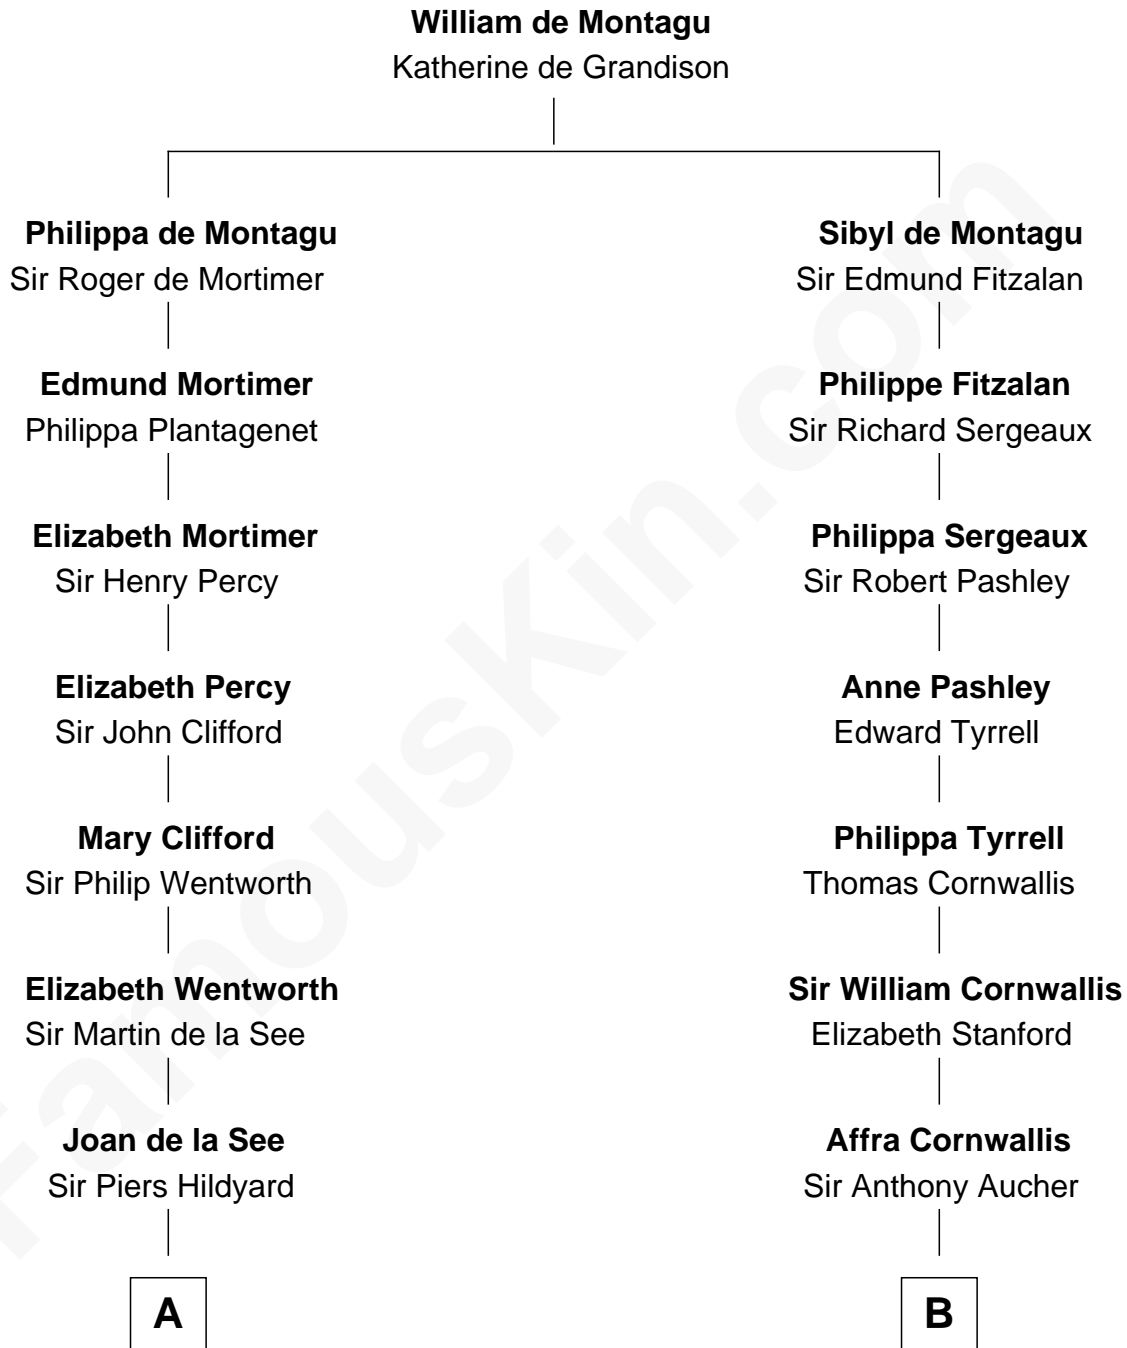 William de Montagu
Katherine de Grandison
Philippa de Montagu
Sir Roger de Mortimer
Sibyl de Montagu
Sir Edmund Fitzalan
Edmund Mortimer
Philippa Plantagenet
Philippe Fitzalan
Sir Richard Sergeaux
Elizabeth Mortimer
Sir Henry Percy
Philippa Sergeaux
Sir Robert Pashley
Elizabeth Percy
Sir John Clifford
Anne Pashley
Edward Tyrrell
Mary Clifford
Sir Philip Wentworth
Philippa Tyrrell
Thomas Cornwallis
Elizabeth Wentworth
Sir Martin de la See
Sir William Cornwallis
Elizabeth Stanford
Joan de la See
Sir Piers Hildyard
Affra Cornwallis
Sir Anthony Aucher
A
B
FamousKin.com